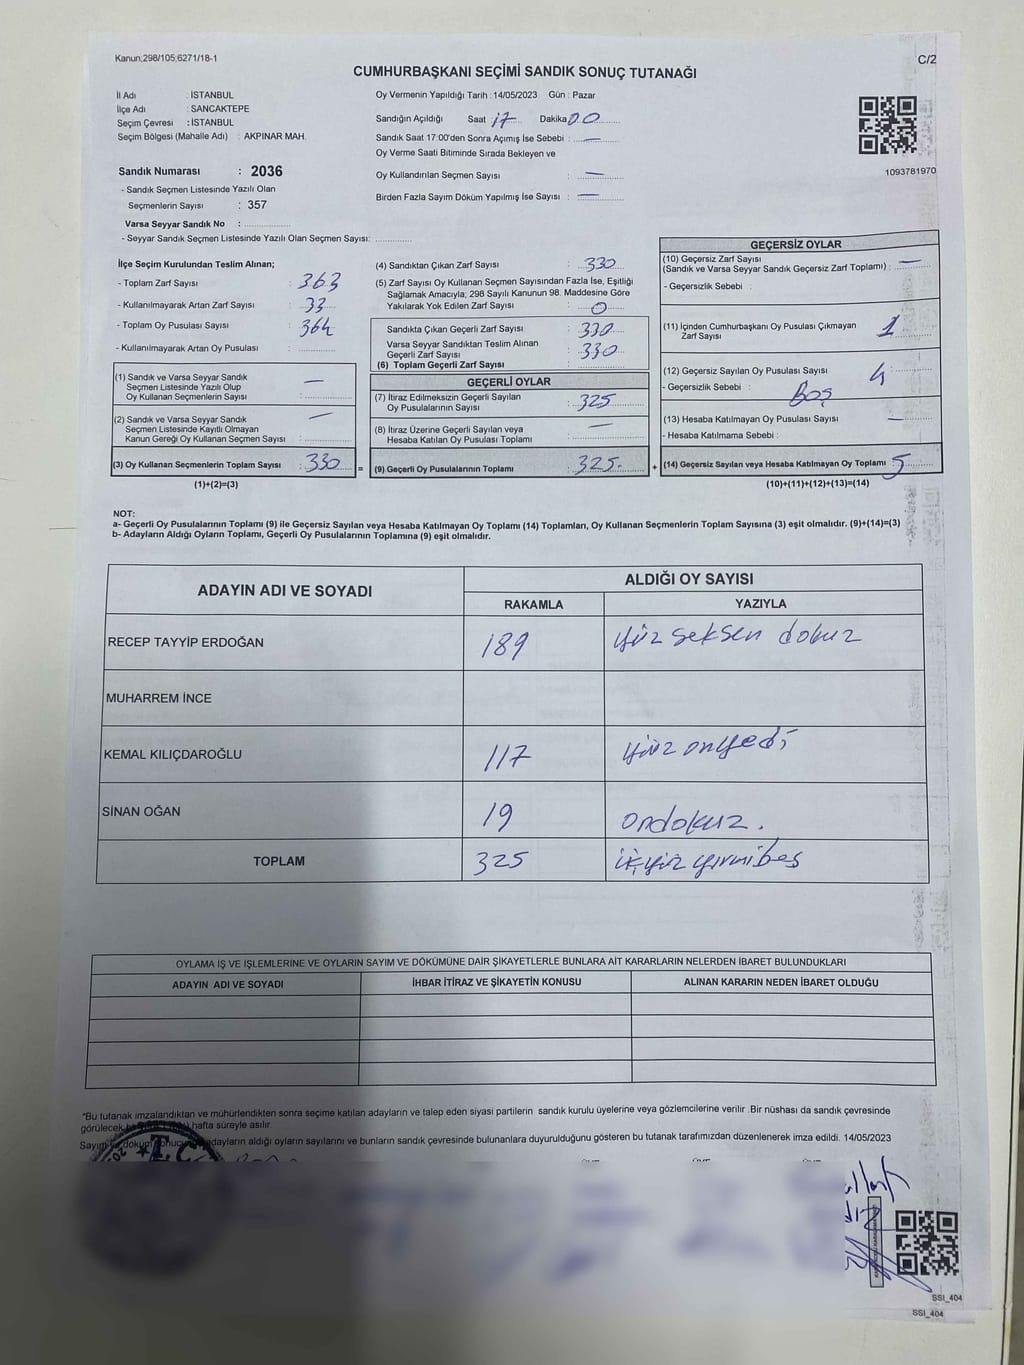 Kanun;298/105;6271/18-1
C/2
CUMHURBAŞKANI SEÇİMİ SANDIK SONUÇ TUTANAĞI
İl Adı : İSTANBUL
İlçe Adı : SANCAKTEPE
Seçim Çevresi : İSTANBUL
Seçim Bölgesi (Mahalle Adı) : AKPINAR MAH.
Sandık Numarası : 2036
- Sandık Seçmen Listesinde Yazılı Olan
Seçmenlerin Sayısı : 357
Varsa Seyyar Sandık No :
- Seyyar Sandık Seçmen Listesinde Yazılı Olan Seçmen Sayısı:
Oy Vermenin Yapıldığı Tarih :14/05/2023 Gün : Pazar
Sandığın Açıldığı Saat 17 Dakika 00
Sandık Saat 17:00'den Sonra Açımış İse Sebebi : —
Oy Verme Saati Bitiminde Sırada Bekleyen ve
Oy Kullandırılan Seçmen Sayısı : —
Birden Fazla Sayım Döküm Yapılmış İse Sayısı : —
1093781970
İlçe Seçim Kurulundan Teslim Alınan;
- Toplam Zarf Sayısı : 363
- Kullanılmayarak Artan Zarf Sayısı : 33
- Toplam Oy Pusulası Sayısı : 364
- Kullanılmayarak Artan Oy Pusulası :
(1) Sandık ve Varsa Seyyar Sandık
Seçmen Listesinde Yazılı Olup
Oy Kullanan Seçmenlerin Sayısı : —
(2) Sandık ve Varsa Seyyar Sandık
Seçmen Listesinde Kayıtlı Olmayan
Kanun Gereği Oy Kullanan Seçmen Sayısı : —
(3) Oy Kullanan Seçmenlerin Toplam Sayısı : 330 =
(1)+(2)=(3)
(4) Sandıktan Çıkan Zarf Sayısı : 330
(5) Zarf Sayısı Oy Kullanan Seçmen Sayısından Fazla İse, Eşitliği
Sağlamak Amacıyla; 298 Sayılı Kanunun 98. Maddesine Göre
Yakılarak Yok Edilen Zarf Sayısı : 0
Sandıkta Çıkan Geçerli Zarf Sayısı : 330
Varsa Seyyar Sandıktan Teslim Alınan
Geçerli Zarf Sayısı : 330
(6) Toplam Geçerli Zarf Sayısı :
GEÇERLİ OYLAR
(7) İtiraz Edilmeksizin Geçerli Sayılan
Oy Pusulalarının Sayısı : 325
(8) İtiraz Üzerine Geçerli Sayılan veya
Hesaba Katılan Oy Pusulası Toplamı : —
(9) Geçerli Oy Pusulalarının Toplamı : 325. +
GEÇERSİZ OYLAR
(10) Geçersiz Zarf Sayısı
(Sandık ve Varsa Seyyar Sandık Geçersiz Zarf Toplamı) : —
- Geçersizlik Sebebi :
(11) İçinden Cumhurbaşkanı Oy Pusulası Çıkmayan
Zarf Sayısı : 1
(12) Geçersiz Sayılan Oy Pusulası Sayısı : 4
- Geçersizlik Sebebi : Boş
(13) Hesaba Katılmayan Oy Pusulası Sayısı : —
- Hesaba Katılmama Sebebi :
(14) Geçersiz Sayılan veya Hesaba Katılmayan Oy Toplamı : 5
(10)+(11)+(12)+(13)=(14)
NOT:
a- Geçerli Oy Pusulalarının Toplamı (9) ile Geçersiz Sayılan veya Hesaba Katılmayan Oy Toplamı (14) Toplamları, Oy Kullanan Seçmenlerin Toplam Sayısına (3) eşit olmalıdır. (9)+(14)=(3)
b- Adayların Aldığı Oyların Toplamı, Geçerli Oy Pusulalarının Toplamına (9) eşit olmalıdır.
ADAYIN ADI VE SOYADI
ALDIĞI OY SAYISI
RAKAMLA YAZIYLA
RECEP TAYYİP ERDOĞAN 189 yüz seksen dokuz
MUHARREM İNCE
KEMAL KILIÇDAROĞLU 117 yüz onyedi
SİNAN OĞAN 19 ondokuz.
TOPLAM 325 üçyüz yirmibeş
OYLAMA İŞ VE İŞLEMLERİNE VE OYLARIN SAYIM VE DÖKÜMÜNE DAİR ŞİKAYETLERLE BUNLARA AİT KARARLARIN NELERDEN İBARET BULUNDUKLARI
ADAYIN ADI VE SOYADI İHBAR İTİRAZ VE ŞİKAYETİN KONUSU ALINAN KARARIN NEDEN İBARET OLDUĞU
*Bu tutanak imzalandıktan ve mühürlendikten sonra seçime katılan adayların ve talep eden siyasi partilerin sandık kurulu üyelerine veya gözlemcilerine verilir .Bir nüshası da sandık çevresinde
görülecek hafta süreyle asılır.
Sayım döküm adayların aldığı oyların sayılarını ve bunların sandık çevresinde bulunanlara duyurulduğunu gösteren bu tutanak tarafımızdan düzenlenerek imza edildi. 14/05/2023
T.C.
SSI_404
SSI_404